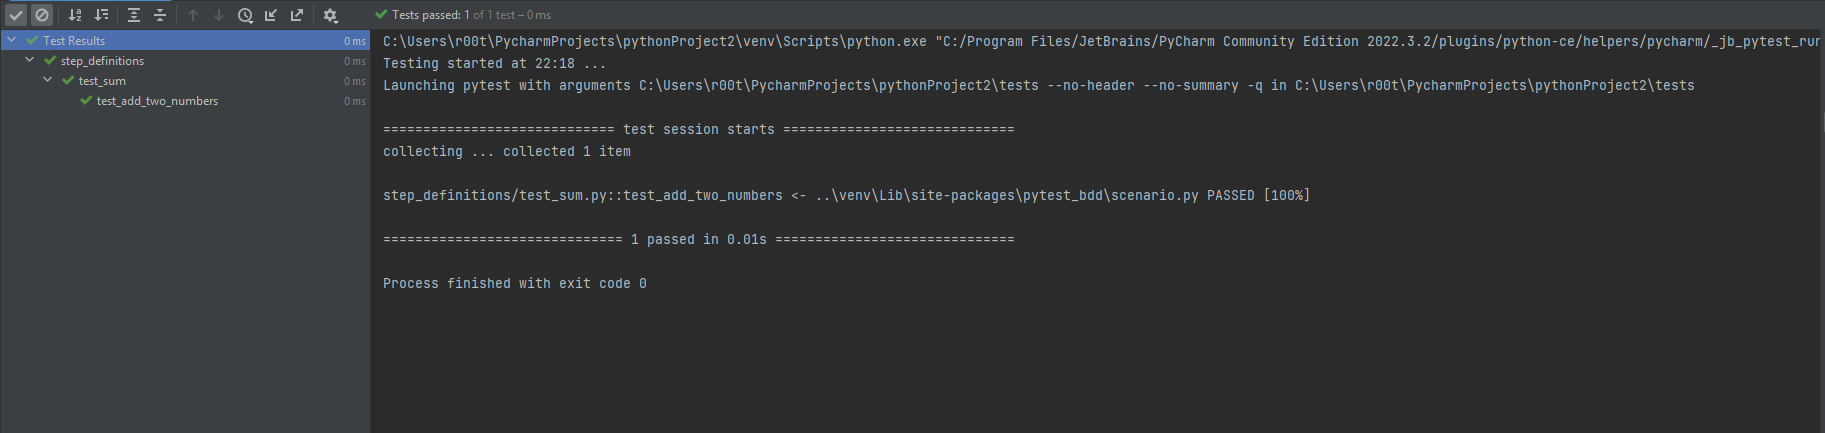 Tests passed: 1 of 1 test – 0 ms
Test Results 0 ms
step_definitions 0 ms
test_sum 0 ms
test_add_two_numbers 0 ms
C:\Users\r00t\PycharmProjects\pythonProject2\venv\Scripts\python.exe "C:/Program Files/JetBrains/PyCharm Community Edition 2022.3.2/plugins/python-ce/helpers/pycharm/_jb_pytest_run
Testing started at 22:18 ...
Launching pytest with arguments C:\Users\r00t\PycharmProjects\pythonProject2\tests --no-header --no-summary -q in C:\Users\r00t\PycharmProjects\pythonProject2\tests
============================= test session starts =============================
collecting ... collected 1 item
step_definitions/test_sum.py::test_add_two_numbers <- ..\venv\Lib\site-packages\pytest_bdd\scenario.py PASSED [100%]
============================== 1 passed in 0.01s ==============================
Process finished with exit code 0